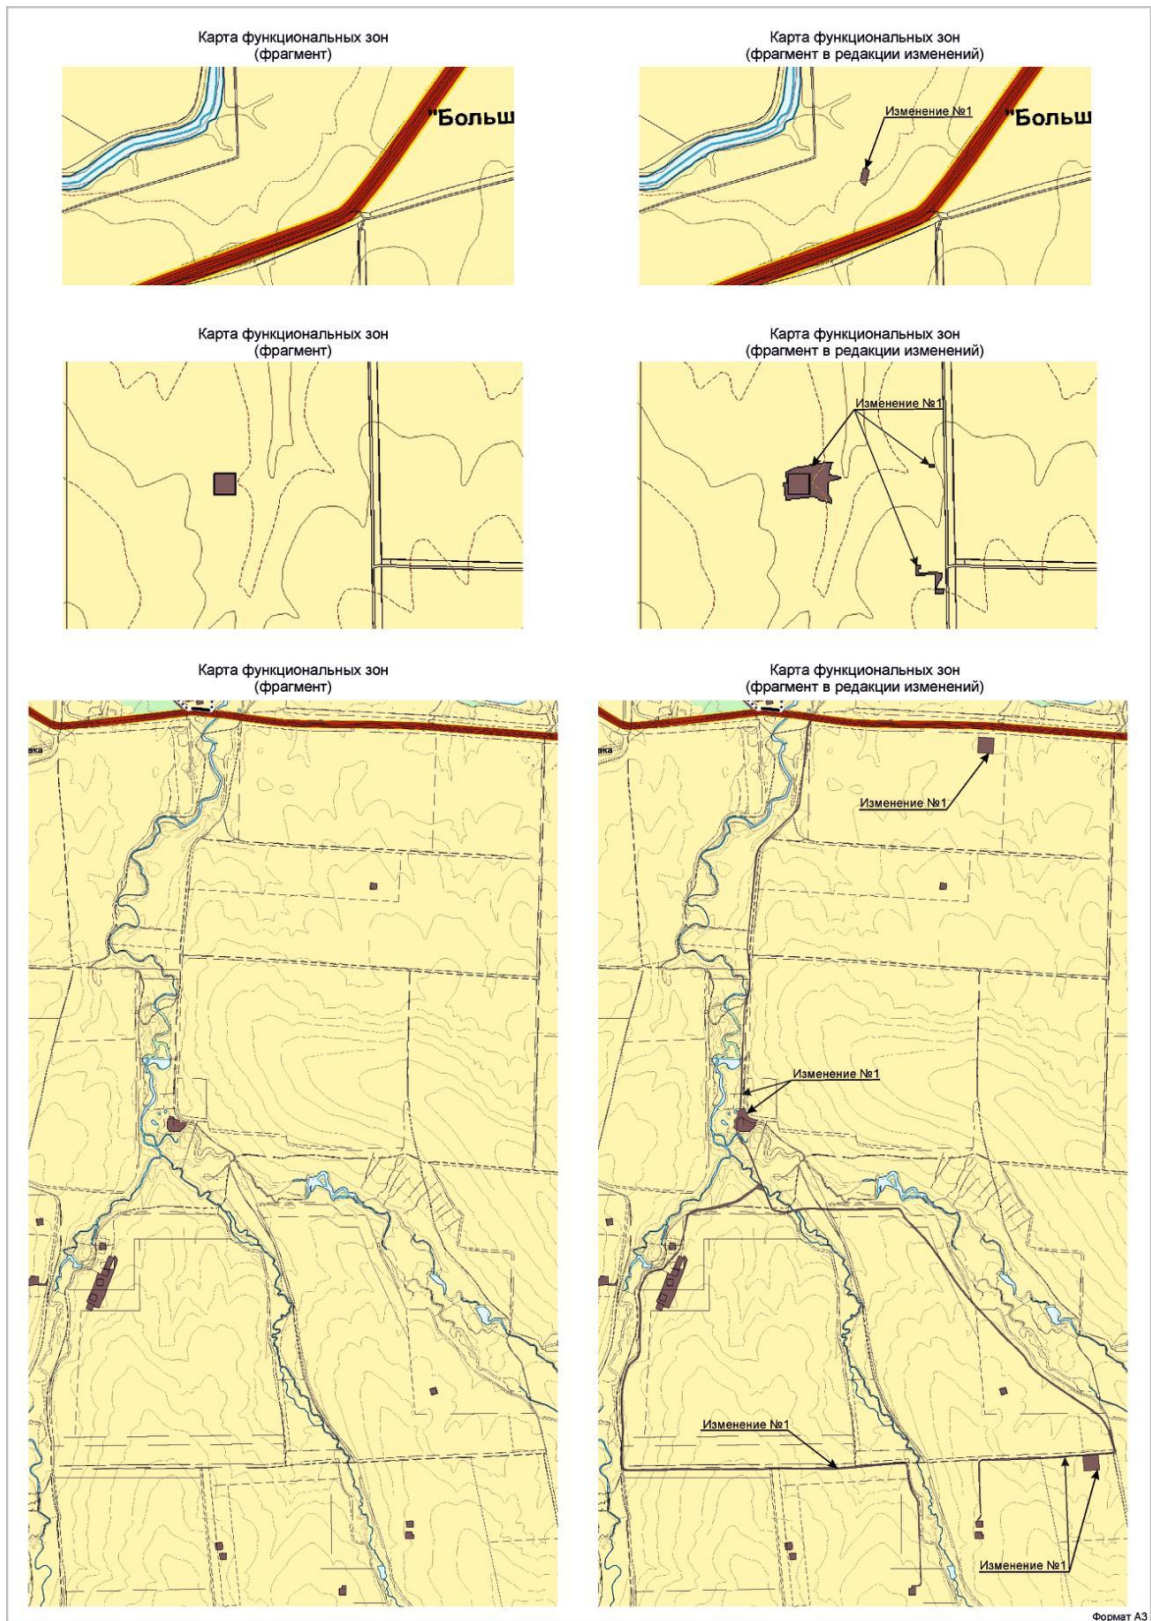 Карта функциональных зон
(фрагмент)
Карта функциональных зон
(фрагмент в редакции изменений)
"Больш
Изменение №1
"Больш
Карта функциональных зон
(фрагмент)
Карта функциональных зон
(фрагмент в редакции изменений)
Изменение №1
Карта функциональных зон
(фрагмент)
Карта функциональных зон
(фрагмент в редакции изменений)
вка
вка
Изменение №1
Изменение №1
Изменение №1
Изменение №1
Формат А3